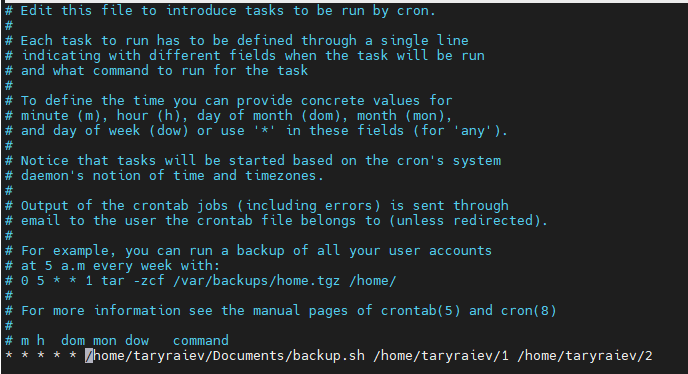 # Edit this file to introduce tasks to be run by cron.
#
# Each task to run has to be defined through a single line
# indicating with different fields when the task will be run
# and what command to run for the task
#
# To define the time you can provide concrete values for
# minute (m), hour (h), day of month (dom), month (mon),
# and day of week (dow) or use '*' in these fields (for 'any').
#
# Notice that tasks will be started based on the cron's system
# daemon's notion of time and timezones.
#
# Output of the crontab jobs (including errors) is sent through
# email to the user the crontab file belongs to (unless redirected).
#
# For example, you can run a backup of all your user accounts
# at 5 a.m every week with:
# 0 5 * * 1 tar -zcf /var/backups/home.tgz /home/
#
# For more information see the manual pages of crontab(5) and cron(8)
#
# m h  dom mon dow   command
* * * * * /home/taryraiev/Documents/backup.sh /home/taryraiev/1 /home/taryraiev/2